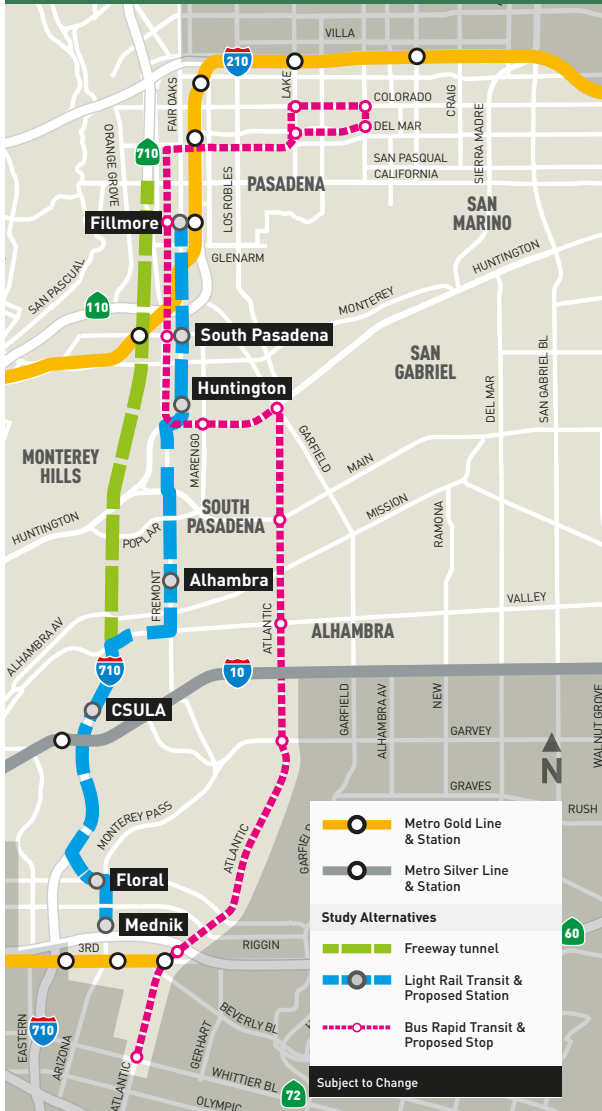 VILLA
210
LAKE
COLORADO
CRAIG
FAIR OAKS
DEL MAR
SIERRA MADRE
ORANGE GROVE
710
SAN PASQUAL
CALIFORNIA
PASADENA
LOS ROBLES
SAN
MARINO
Fillmore
GLENARM
HUNTINGTON
SAN PASCUAL
110
MONTEREY
South Pasadena
SAN
GABRIEL
SAN GABRIEL BL
Huntington
DEL MAR
GARFIELD
MARENGO
MAIN
MONTEREY
HILLS
SOUTH
PASADENA
MISSION
RAMONA
HUNTINGTON
POPLAR
Alhambra
FREMONT
VALLEY
ATLANTIC
ALHAMBRA
ALHAMBRA AV
710
10
CSULA
GARFIELD
ALHAMBRA AV
NEW
WALNUT GROVE
GARVEY
N
GRAVES
RUSH
MONTEREY PASS
ATLANTIC
GARFIELD
Metro Gold Line
& Station
Metro Silver Line
& Station
Floral
Study Alternatives
Mednik
60
3RD
RIGGIN
Freeway tunnel
Light Rail Transit &
Proposed Station
BEVERLY BL
EASTERN
710
ARIZONA
GERHART
Bus Rapid Transit &
Proposed Stop
ATLANTIC
WHITTIER BL
Subject to Change
72
OLYMPIC